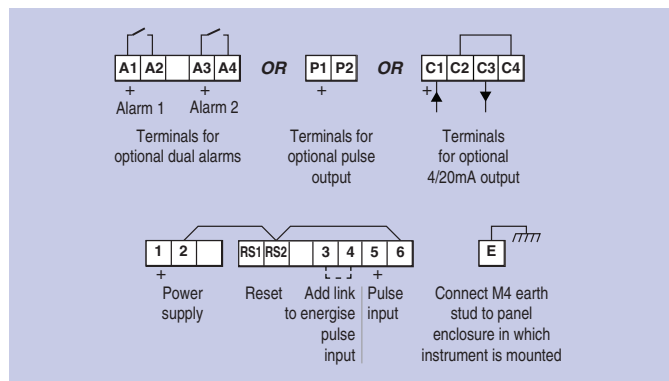 A1 A2 A3 A4 OR P1 P2 OR C1 C2 C3 C4
+ + + +
Alarm 1 Alarm 2
Terminals for
optional dual alarms
Terminals for
optional pulse
output
Terminals
for optional
4/20mA output
1 2 RS1 RS2 3 4 5 6 E
+ +
Power
supply
Reset
Add link
to energise
pulse
input
Pulse
input
Connect M4 earth
stud to panel
enclosure in which
instrument is mounted